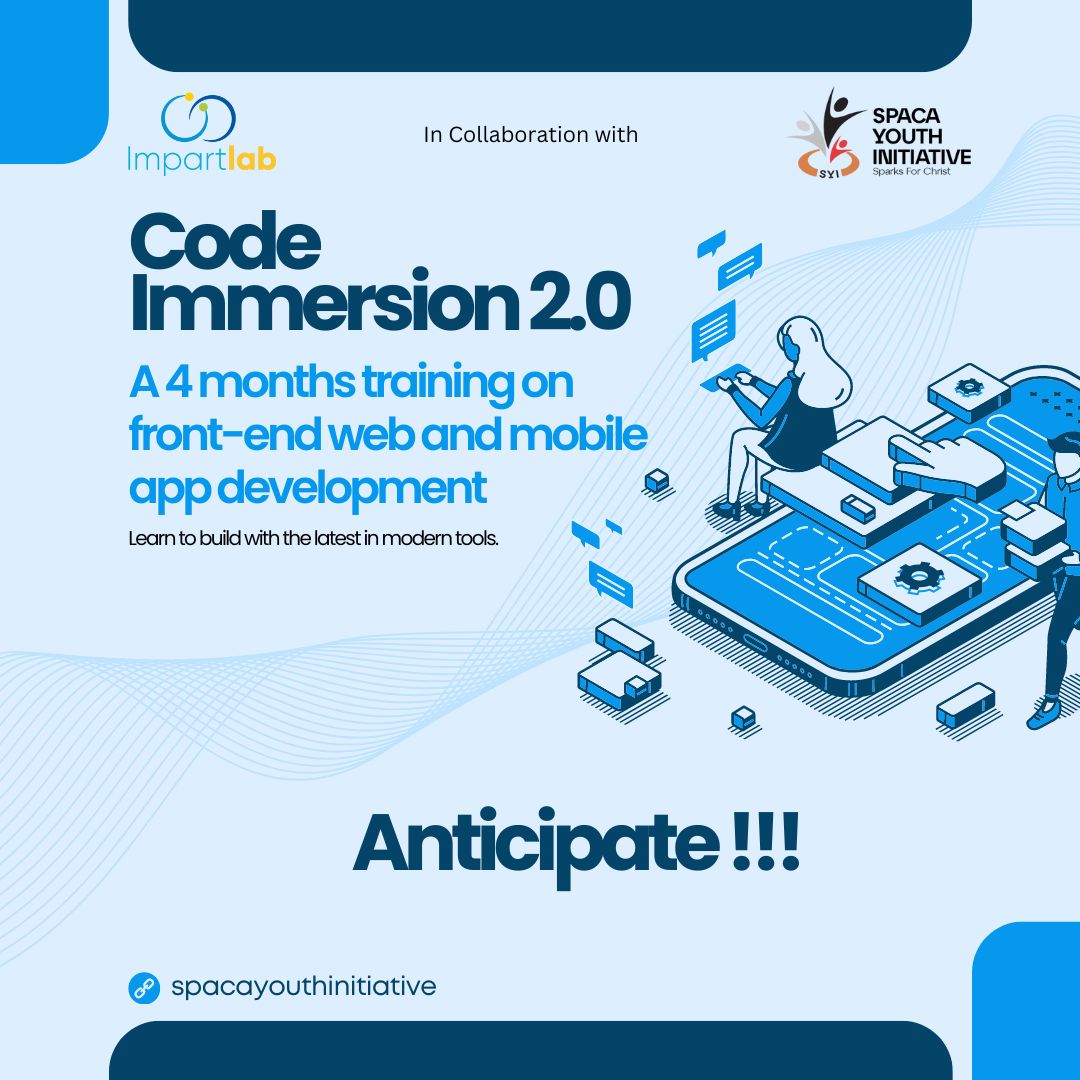 Impartlab
In Collaboration with
SPACA
YOUTH
INITIATIVE
Sparks For Christ
SYI
Code
Immersion 2.0
A 4 months training on
front-end web and mobile
app development
Learn to build with the latest in modern tools.
Anticipate !!!
spacayouthinitiative